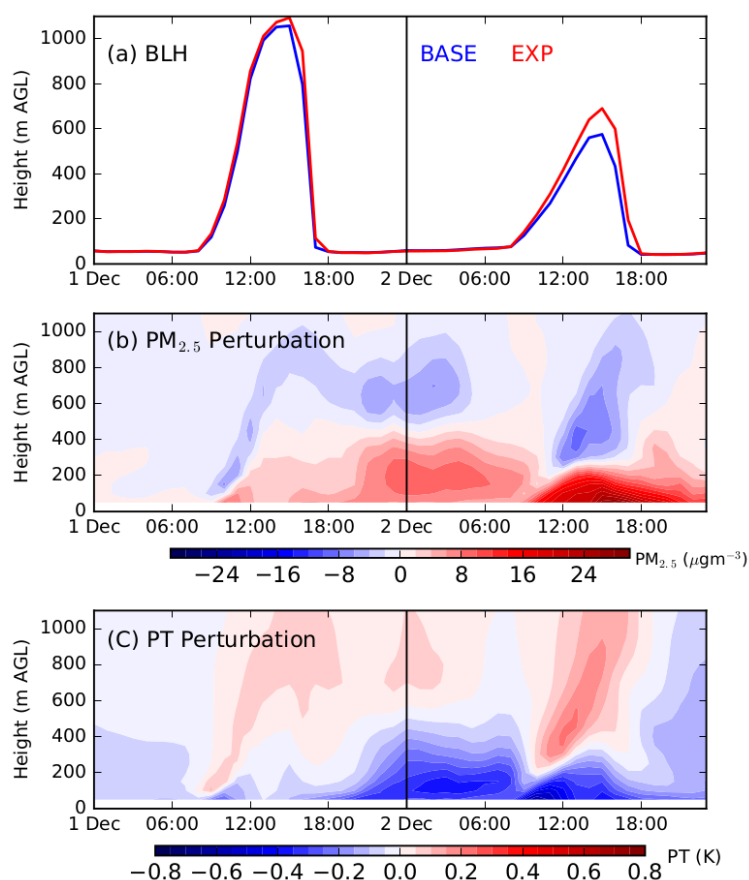 (a) BLH BASE EXP
Height (m AGL)
1000
800
600
400
200
0
1 Dec 06:00 12:00 18:00 2 Dec 06:00 12:00 18:00
(b) PM2.5 Perturbation
Height (m AGL)
1000
800
600
400
200
0
1 Dec 06:00 12:00 18:00 2 Dec 06:00 12:00 18:00
−24 −16 −8 0 8 16 24 PM2.5 (μgm−3)
(C) PT Perturbation
Height (m AGL)
1000
800
600
400
200
0
1 Dec 06:00 12:00 18:00 2 Dec 06:00 12:00 18:00
−0.8 −0.6 −0.4 −0.2 0.0 0.2 0.4 0.6 0.8 PT (K)